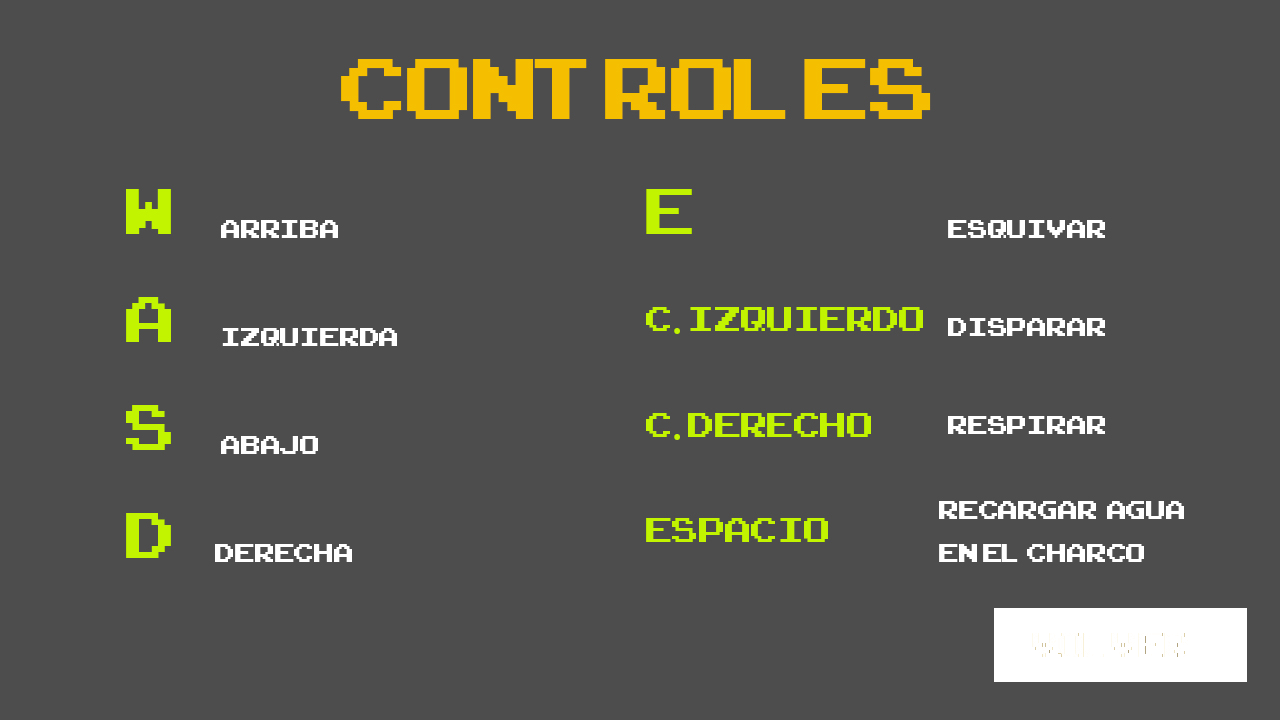 CONTROLES
W ARRIBA
A IZQUIERDA
S ABAJO
D DERECHA
E ESQUIVAR
C.IZQUIERDO DISPARAR
C.DERECHO RESPIRAR
ESPACIO RECARGAR AGUA
EN EL CHARCO